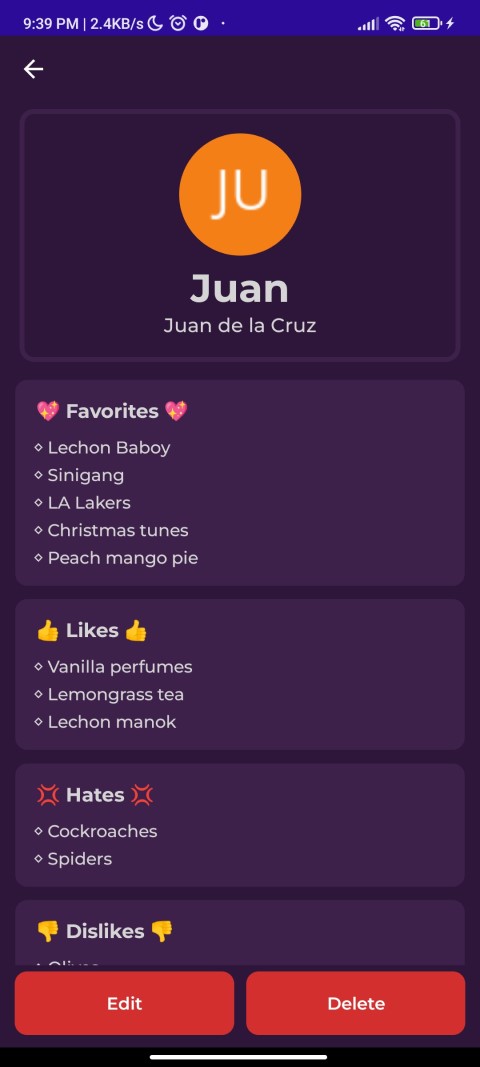 9:39 PM | 2.4KB/s
61
JU
Juan
Juan de la Cruz
💖 Favorites 💖
⋄ Lechon Baboy
⋄ Sinigang
⋄ LA Lakers
⋄ Christmas tunes
⋄ Peach mango pie
👍 Likes 👍
⋄ Vanilla perfumes
⋄ Lemongrass tea
⋄ Lechon manok
💢 Hates 💢
⋄ Cockroaches
⋄ Spiders
👎 Dislikes 👎
Edit
Delete